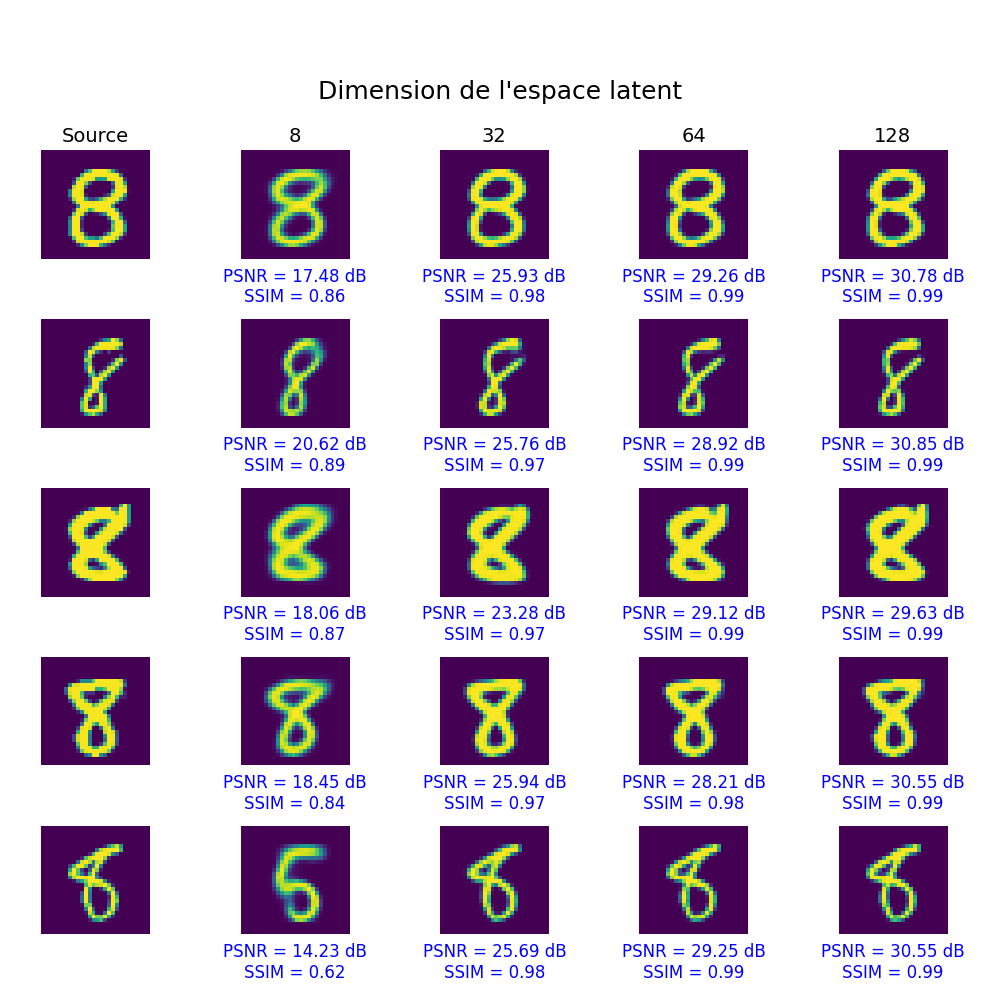 Dimension de l'espace latent
Source 8 32 64 128
PSNR = 17.48 dB PSNR = 25.93 dB PSNR = 29.26 dB PSNR = 30.78 dB
SSIM = 0.86 SSIM = 0.98 SSIM = 0.99 SSIM = 0.99
PSNR = 20.62 dB PSNR = 25.76 dB PSNR = 28.92 dB PSNR = 30.85 dB
SSIM = 0.89 SSIM = 0.97 SSIM = 0.99 SSIM = 0.99
PSNR = 18.06 dB PSNR = 23.28 dB PSNR = 29.12 dB PSNR = 29.63 dB
SSIM = 0.87 SSIM = 0.97 SSIM = 0.99 SSIM = 0.99
PSNR = 18.45 dB PSNR = 25.94 dB PSNR = 28.21 dB PSNR = 30.55 dB
SSIM = 0.84 SSIM = 0.97 SSIM = 0.98 SSIM = 0.99
PSNR = 14.23 dB PSNR = 25.69 dB PSNR = 29.25 dB PSNR = 30.55 dB
SSIM = 0.62 SSIM = 0.98 SSIM = 0.99 SSIM = 0.99